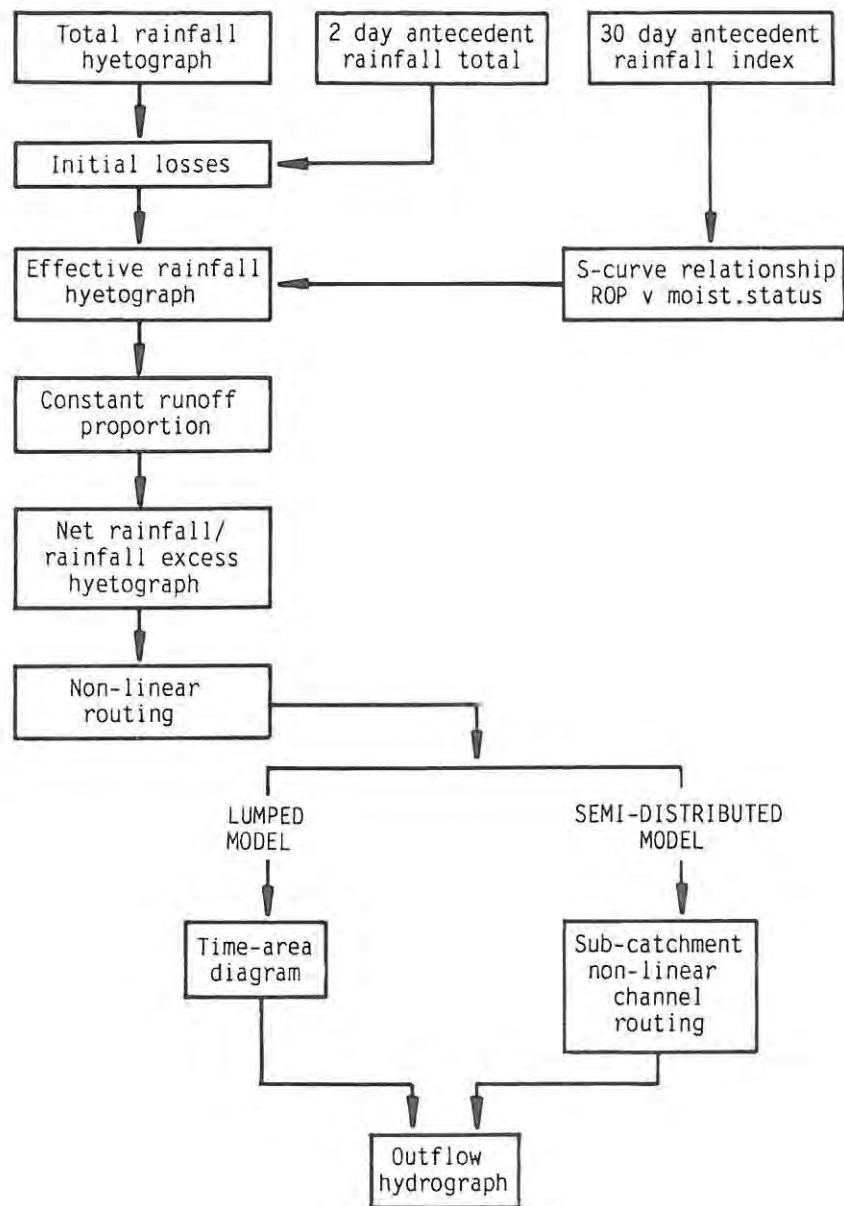 Total rainfall
hyetograph
2 day antecedent
rainfall total
30 day antecedent
rainfall index
Initial losses
Effective rainfall
hyetograph
S-curve relationship
ROP v moist.status
Constant runoff
proportion
Net rainfall/
rainfall excess
hyetograph
Non-linear
routing
LUMPED
MODEL
SEMI-DISTRIBUTED
MODEL
Time-area
diagram
Sub-catchment
non-linear
channel
routing
Outflow
hydrograph